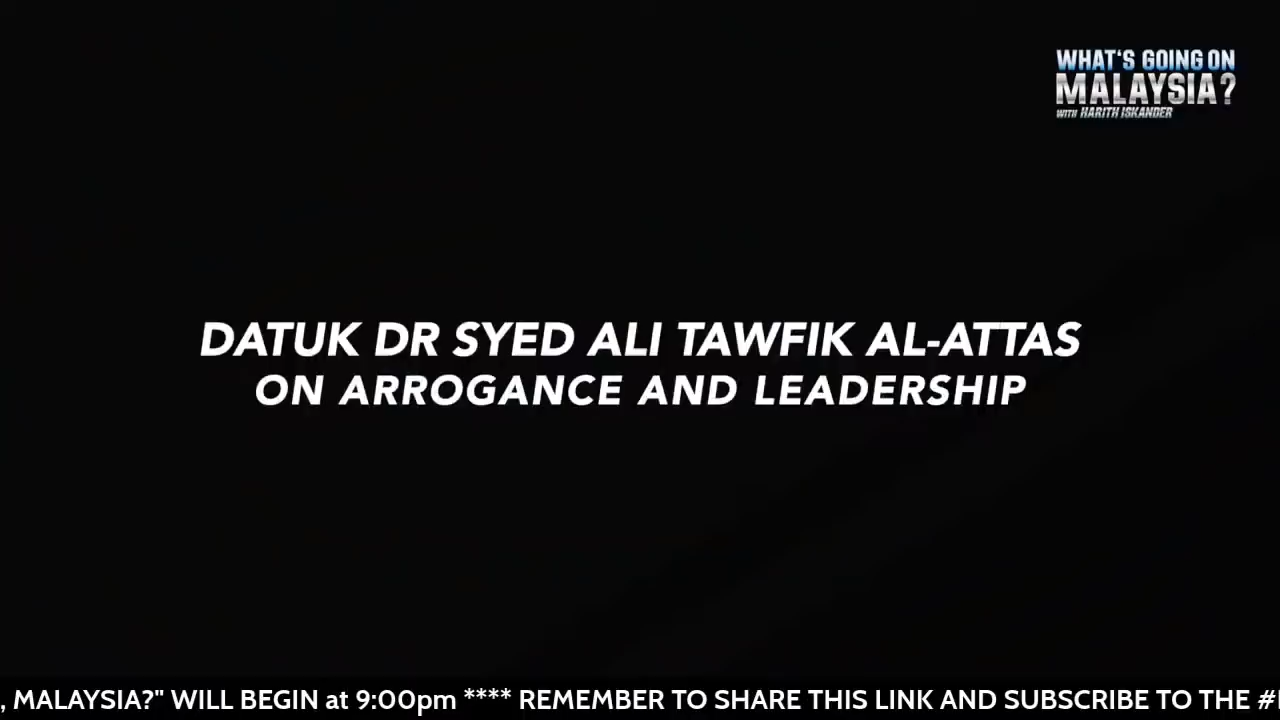 WHAT'S GOING ON
MALAYSIA?
WITH HARITH ISKANDER
DATUK DR SYED ALI TAWFIK AL-ATTAS
ON ARROGANCE AND LEADERSHIP
, MALAYSIA?" WILL BEGIN at 9:00pm **** REMEMBER TO SHARE THIS LINK AND SUBSCRIBE TO THE #